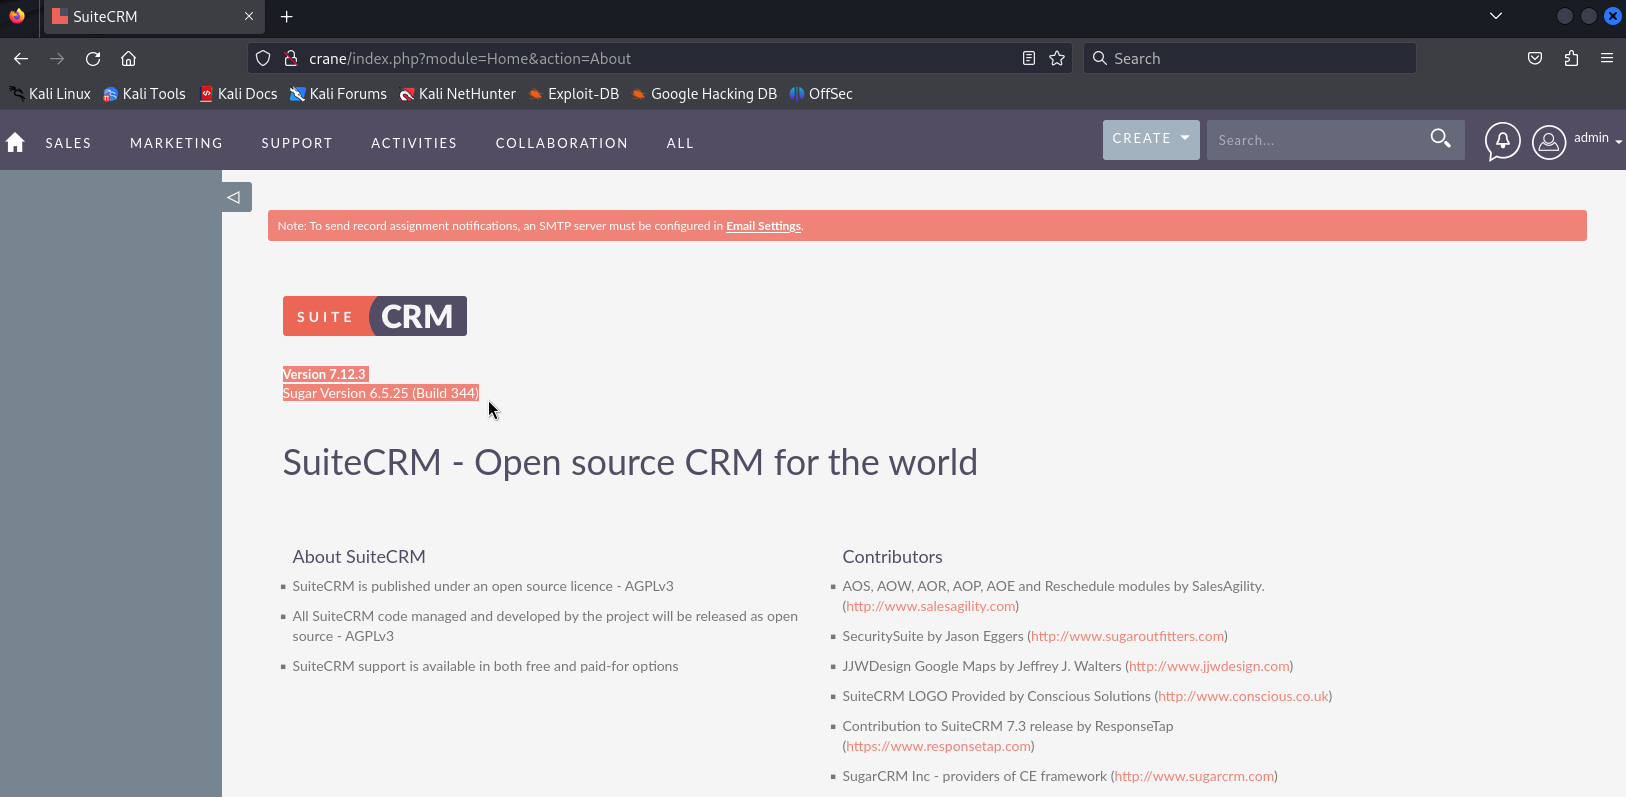 SuiteCRM
crane/index.php?module=Home&action=About
Search
Kali Linux Kali Tools Kali Docs Kali Forums Kali NetHunter Exploit-DB Google Hacking DB OffSec
SALES MARKETING SUPPORT ACTIVITIES COLLABORATION ALL CREATE Search... admin
Note: To send record assignment notifications, an SMTP server must be configured in Email Settings.
SUITE CRM
Version 7.12.3
Sugar Version 6.5.25 (Build 344)
SuiteCRM - Open source CRM for the world
About SuiteCRM
SuiteCRM is published under an open source licence - AGPLv3
All SuiteCRM code managed and developed by the project will be released as open
source - AGPLv3
SuiteCRM support is available in both free and paid-for options
Contributors
AOS, AOW, AOR, AOP, AOE and Reschedule modules by SalesAgility.
(http://www.salesagility.com)
SecuritySuite by Jason Eggers (http://www.sugaroutfitters.com)
JJWDesign Google Maps by Jeffrey J. Walters (http://www.jjwdesign.com)
SuiteCRM LOGO Provided by Conscious Solutions (http://www.conscious.co.uk)
Contribution to SuiteCRM 7.3 release by ResponseTap
(https://www.responsetap.com)
SugarCRM Inc - providers of CE framework (http://www.sugarcrm.com)